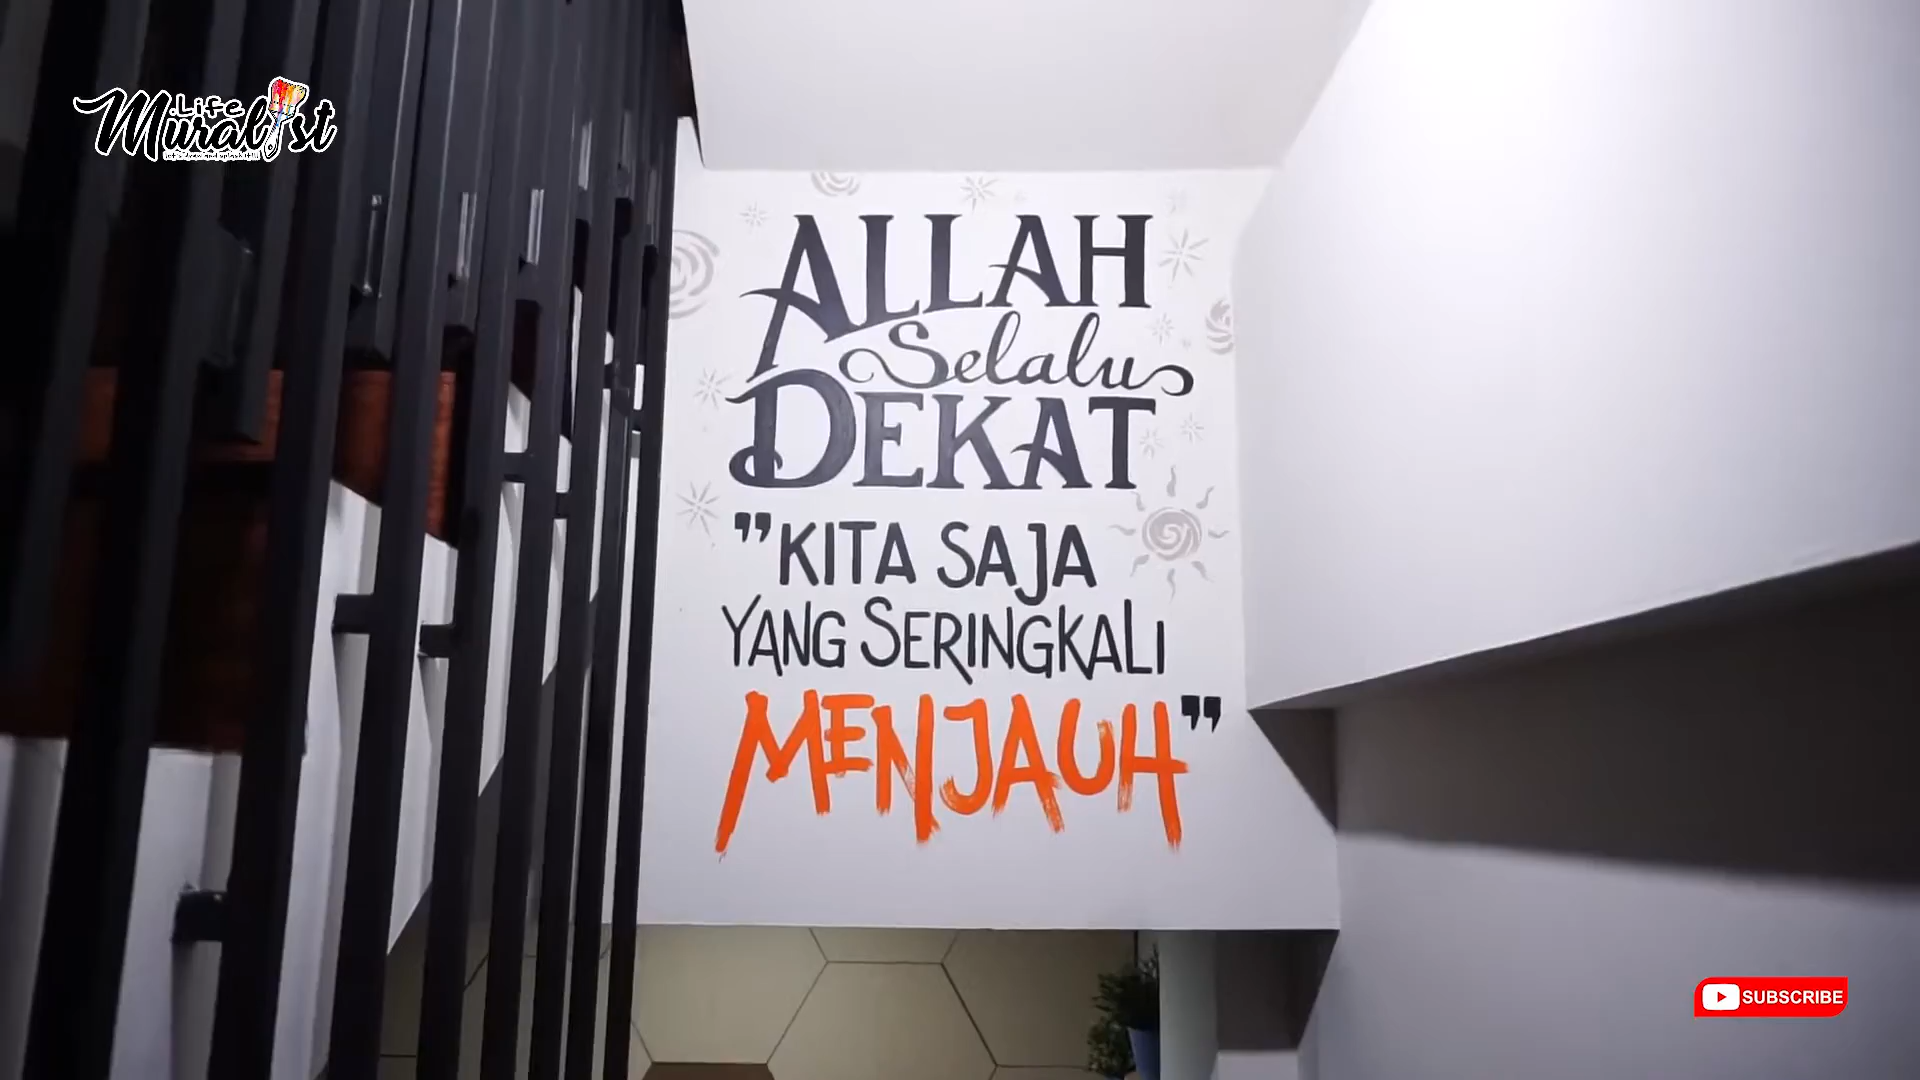 Life
Muralist
ALLAH
Selalu
DEKAT
"KITA SAJA
YANG SERINGKALI
MENJAUH"
SUBSCRIBE